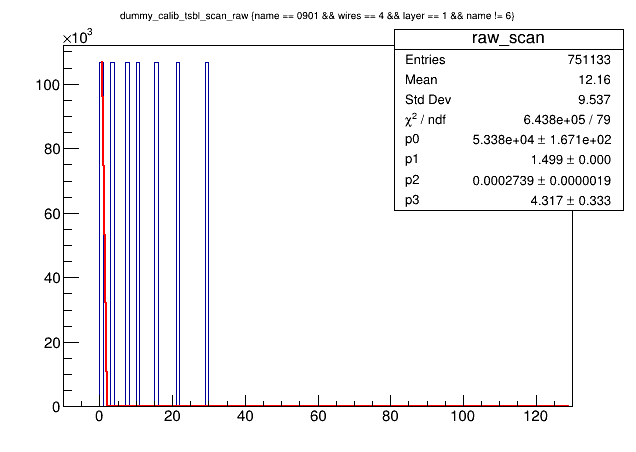 dummy_calib_tsbl_scan_raw {name == 0901 && wires == 4 && layer == 1 && name != 6}
×10³
raw_scan
Entries 751133
Mean 12.16
Std Dev 9.537
χ² / ndf 6.438e+05 / 79
p0 5.338e+04 ± 1.671e+02
p1 1.499 ± 0.000
p2 0.0002739 ± 0.0000019
p3 4.317 ± 0.333
100
80
60
40
20
0
0 20 40 60 80 100 120